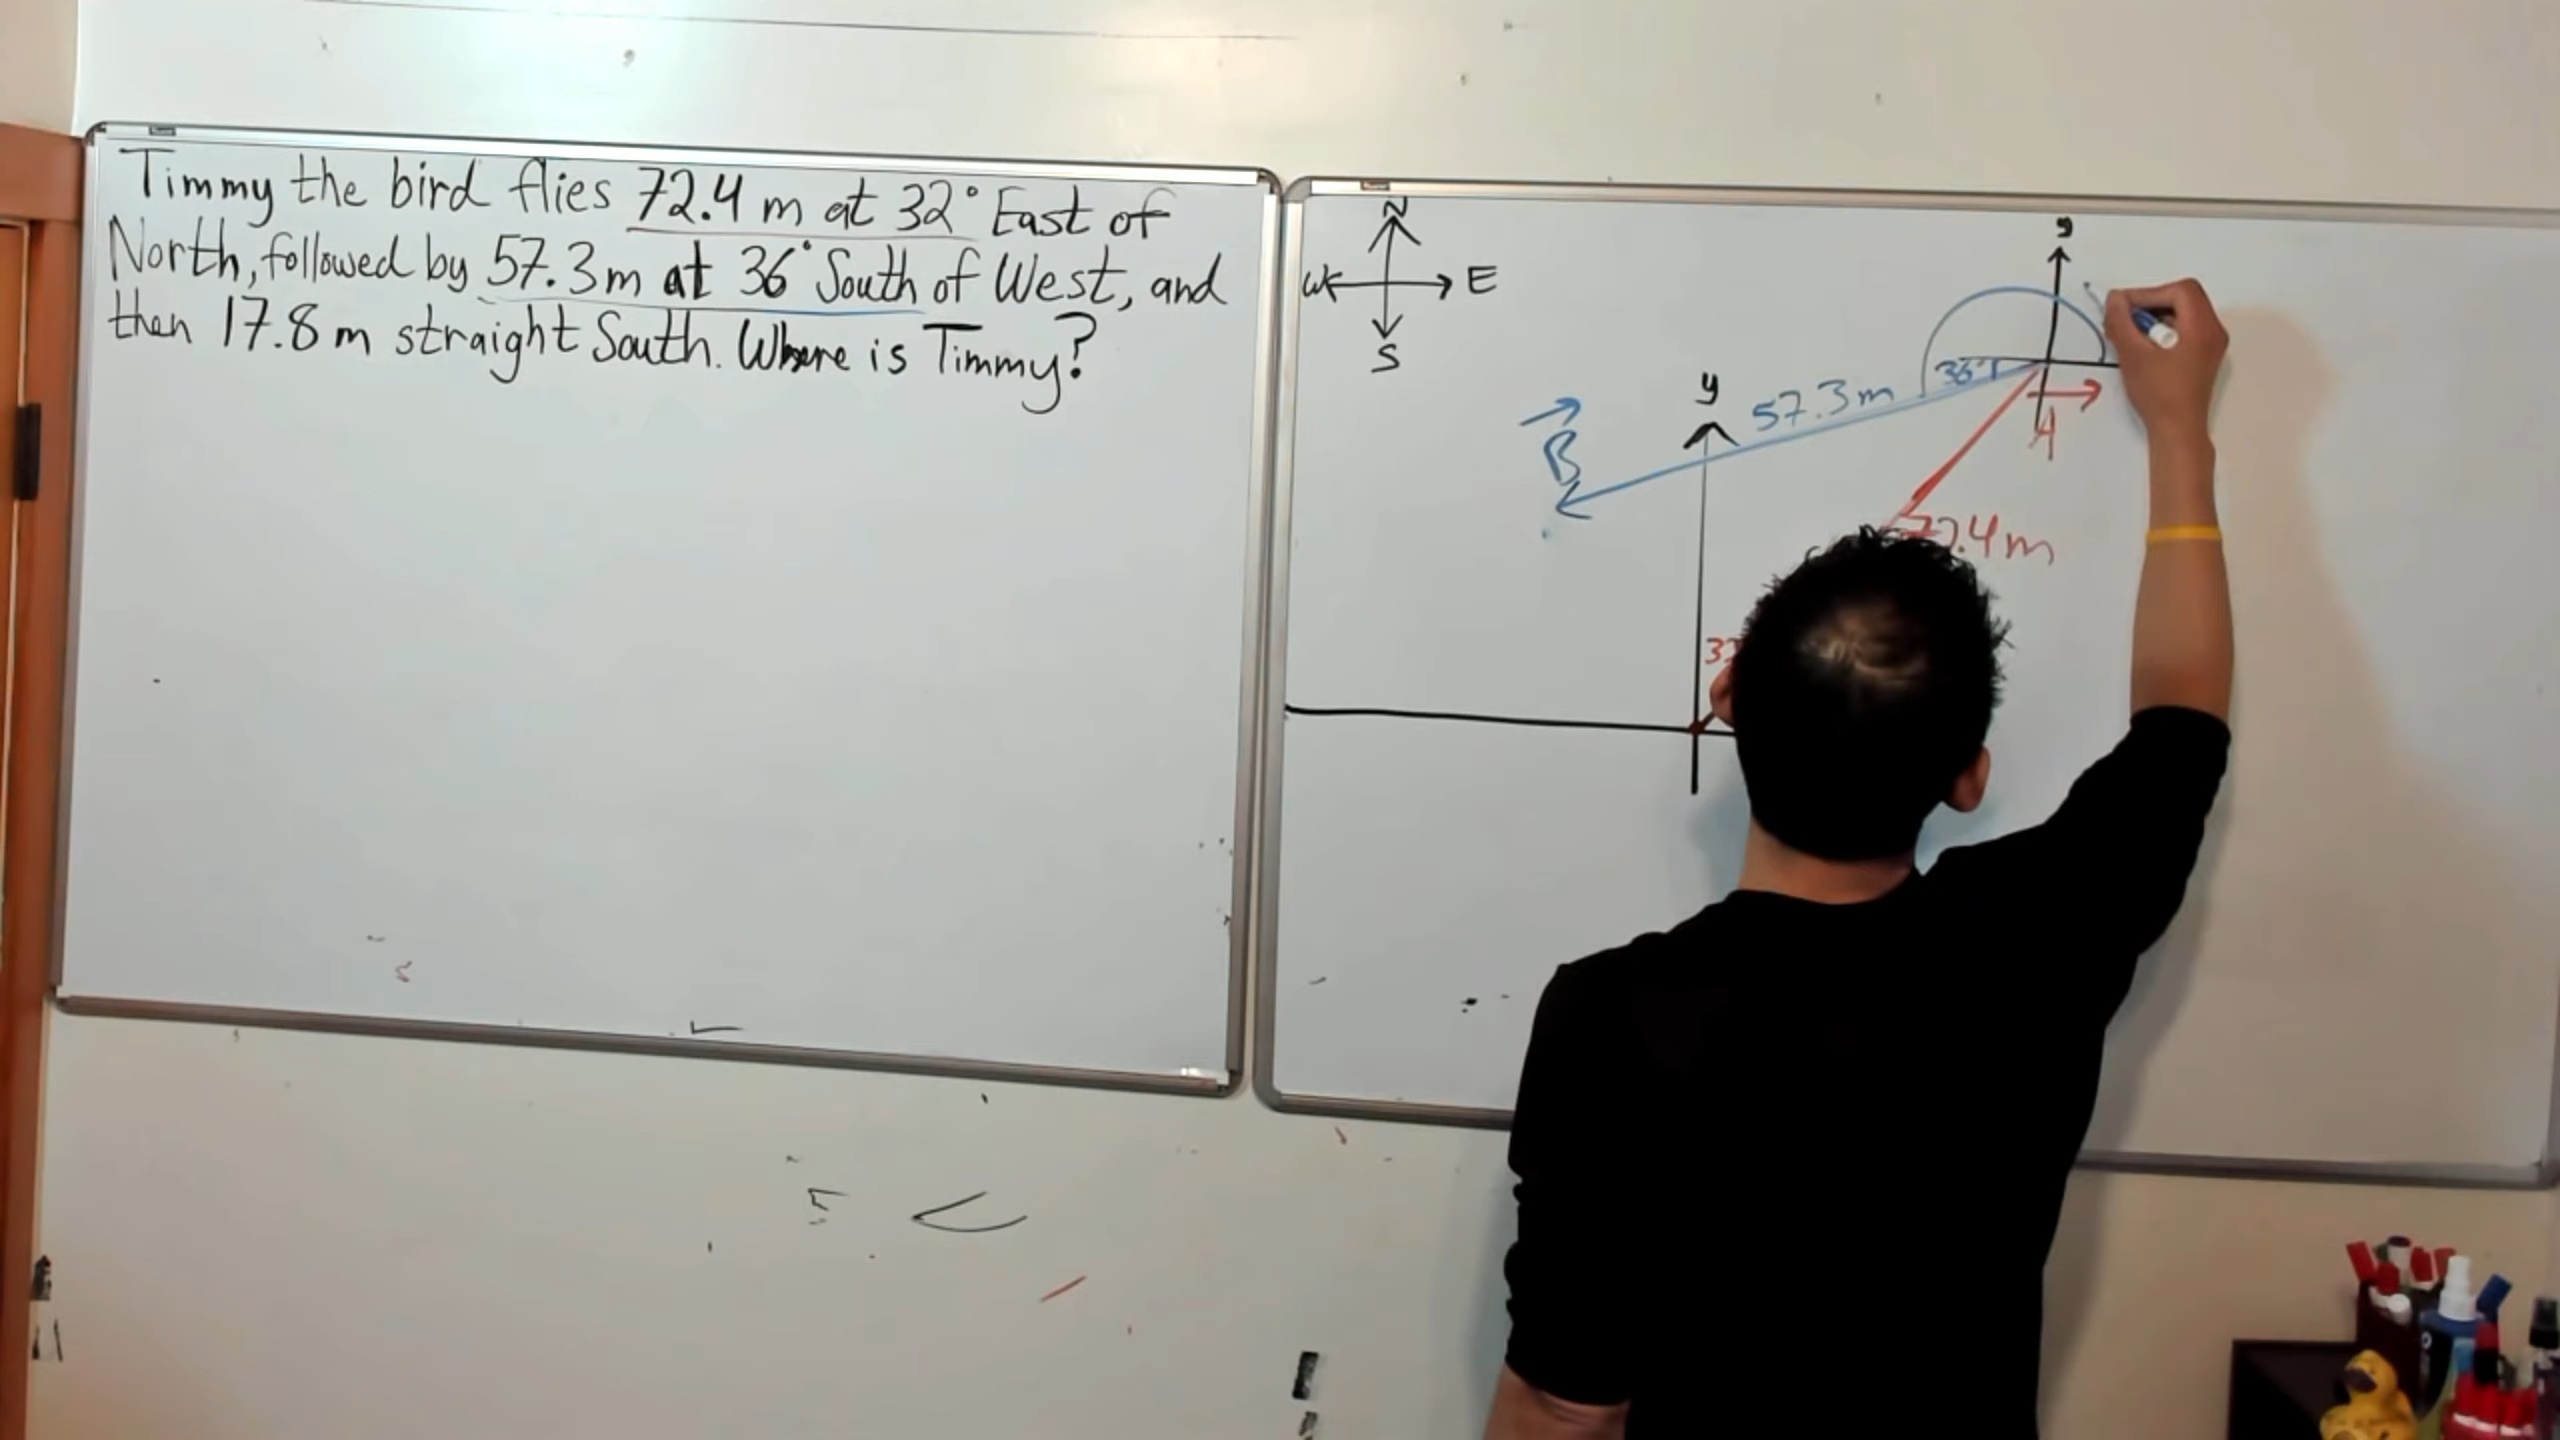 Timmy the bird flies 72.4 m at 32° East of
North, followed by 57.3 m at 36° South of West, and
then 17.8 m straight South. Where is Timmy?
N
W E
S
y
y
57.3 m
36°
B
A
72.4 m